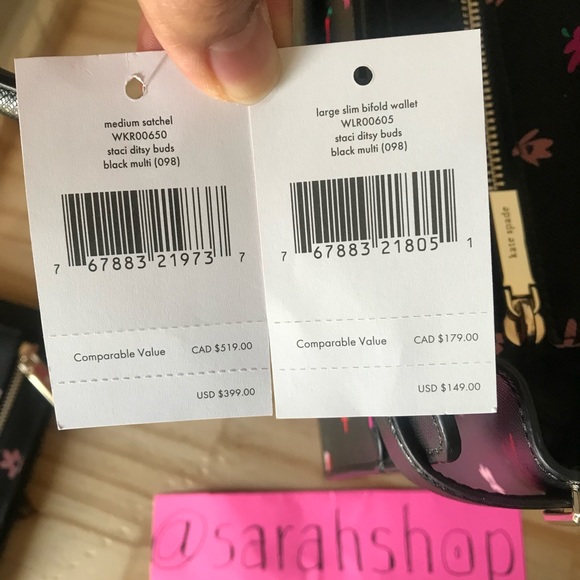 medium satchel
WKR00650
staci ditsy buds
black multi (098)
7 67883 21973 7
Comparable Value CAD $519.00
USD $399.00
large slim bifold wallet
WLR00605
staci ditsy buds
black multi (098)
7 67883 21805 1
Comparable Value CAD $179.00
USD $149.00
kate spade
@sarahshop